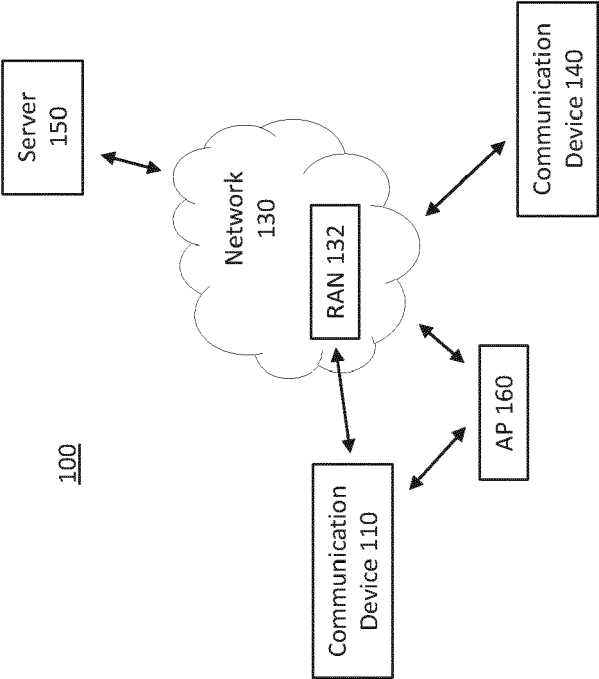 100
Server
150
Network
130
RAN 132
Communication
Device 110
AP 160
Communication
Device 140